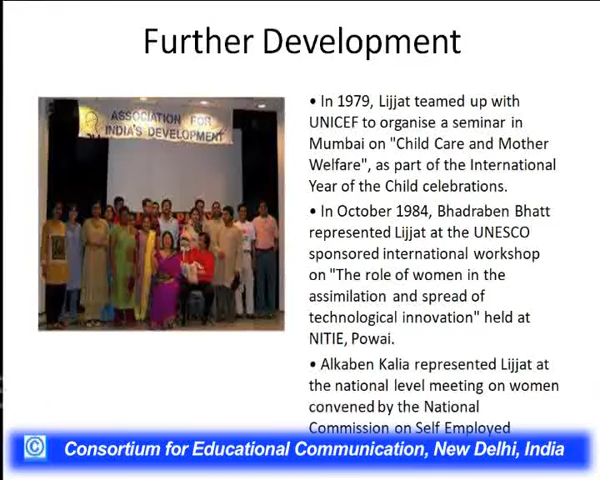 Further Development
ASSOCIATION FOR
INDIA'S DEVELOPMENT
• In 1979, Lijjat teamed up with
UNICEF to organise a seminar in
Mumbai on "Child Care and Mother
Welfare", as part of the International
Year of the Child celebrations.
• In October 1984, Bhadraben Bhatt
represented Lijjat at the UNESCO
sponsored international workshop
on "The role of women in the
assimilation and spread of
technological innovation" held at
NITIE, Powai.
• Alkaben Kalia represented Lijjat at
the national level meeting on women
convened by the National
Commission on Self Employed
© Consortium for Educational Communication, New Delhi, India